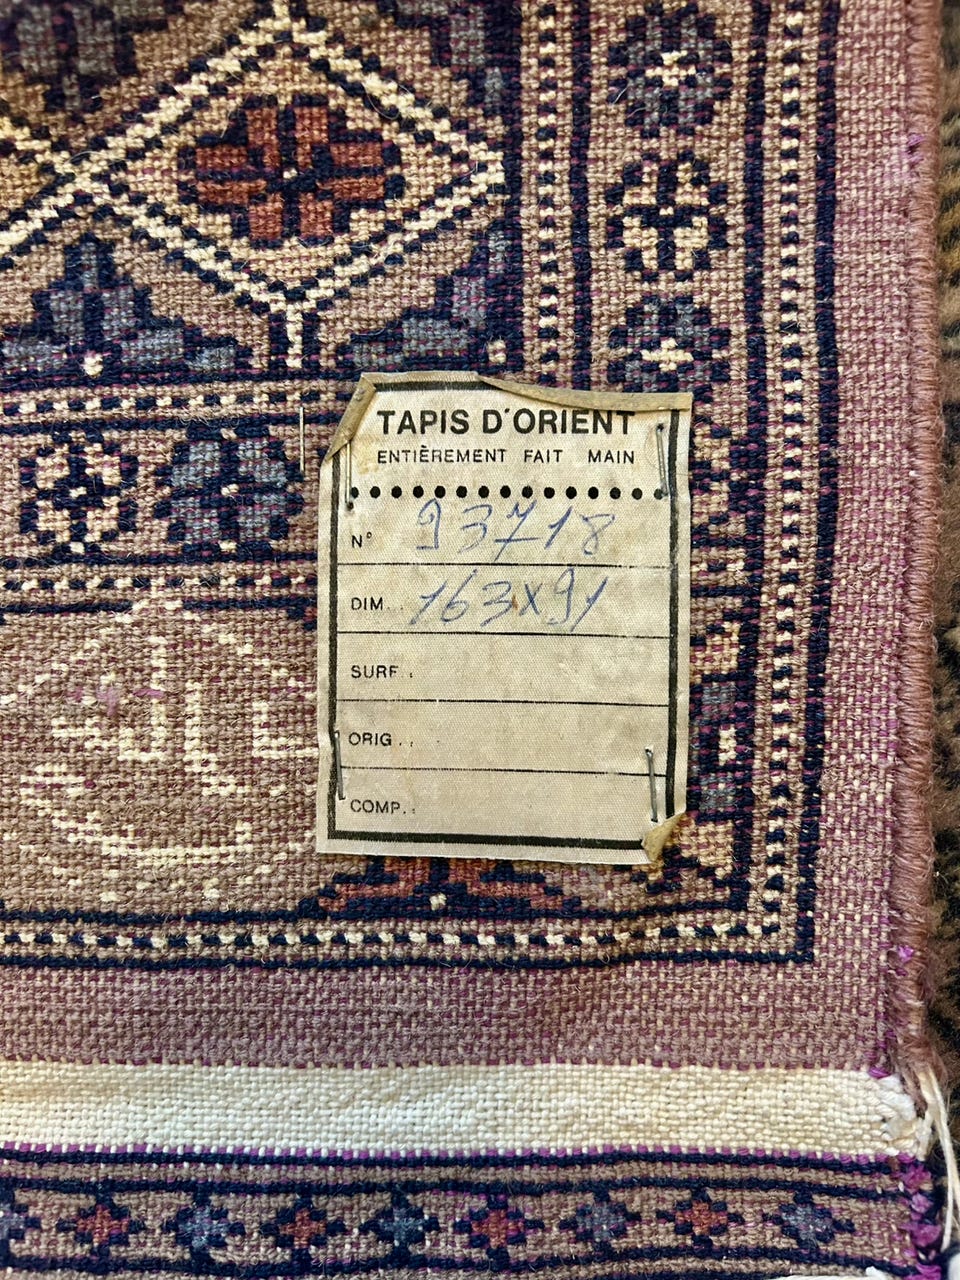 TAPIS D'ORIENT
ENTIÈREMENT FAIT MAIN
N° 93718
DIM.. 163x91
SURF..
ORIG...
COMP..